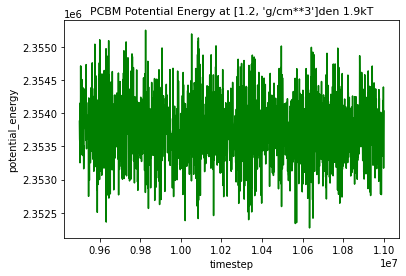 PCBM Potential Energy at [1.2, 'g/cm**3']den 1.9kT
1e6
2.3550
2.3545
2.3540
2.3535
2.3530
2.3525
potential_energy
0.96 0.98 1.00 1.02 1.04 1.06 1.08 1.10
1e7
timestep